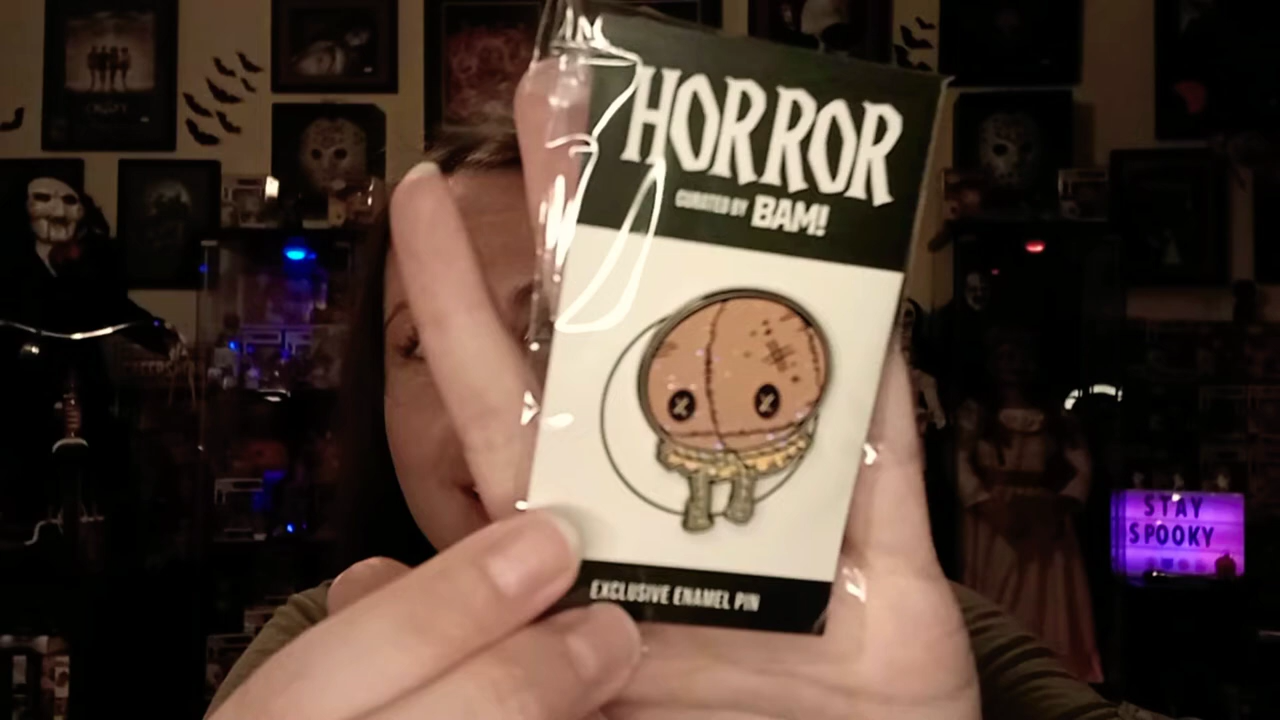 HORROR
CURATED BY BAM!
EXCLUSIVE ENAMEL PIN
STAY
SPOOKY